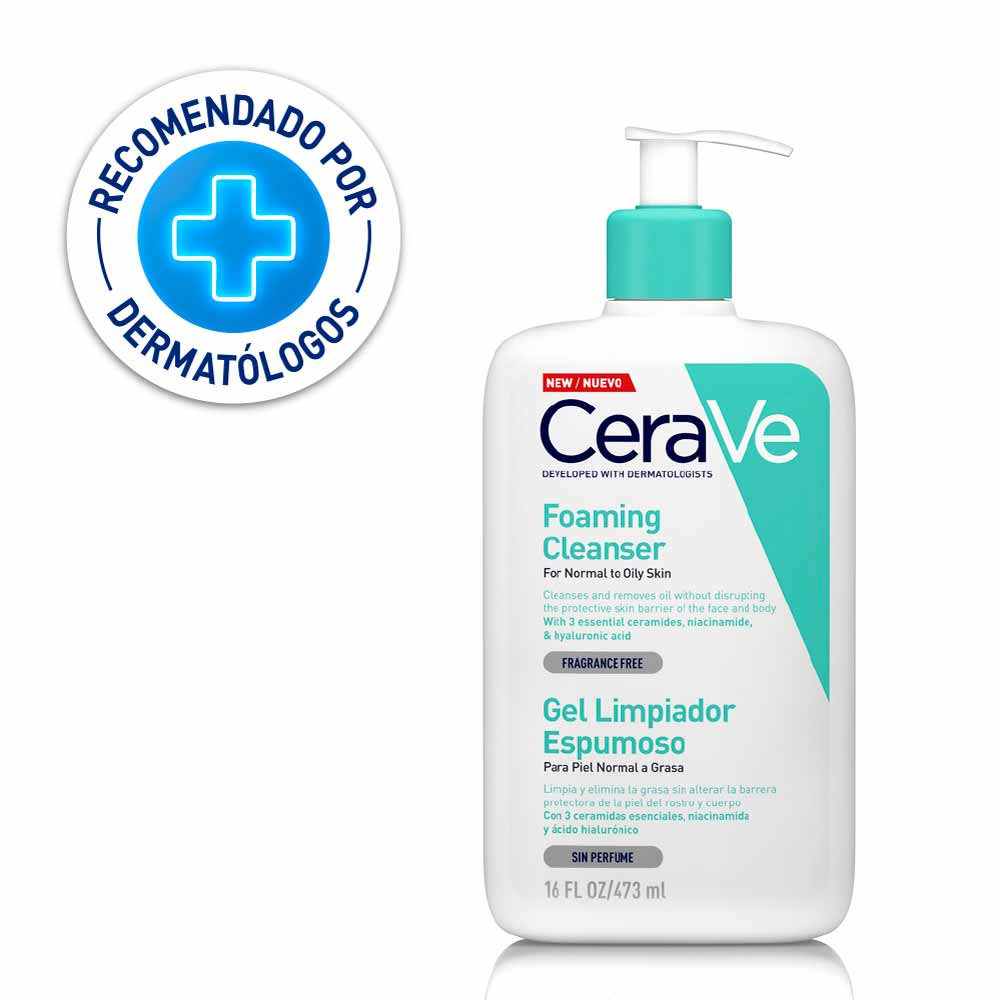 RECOMENDADO POR
DERMATÓLOGOS
NEW / NUEVO
CeraVe
DEVELOPED WITH DERMATOLOGISTS
Foaming
Cleanser
For Normal to Oily Skin
Cleanses and removes oil without disrupting
the protective skin barrier of the face and body
With 3 essential ceramides, niacinamide,
& hyaluronic acid
FRAGRANCE FREE
Gel Limpiador
Espumoso
Para Piel Normal a Grasa
Limpia y elimina la grasa sin alterar la barrera
protectora de la piel del rostro y cuerpo
Con 3 ceramidas esenciales, niacinamida
y ácido hialurónico
SIN PERFUME
16 FL OZ/473 ml